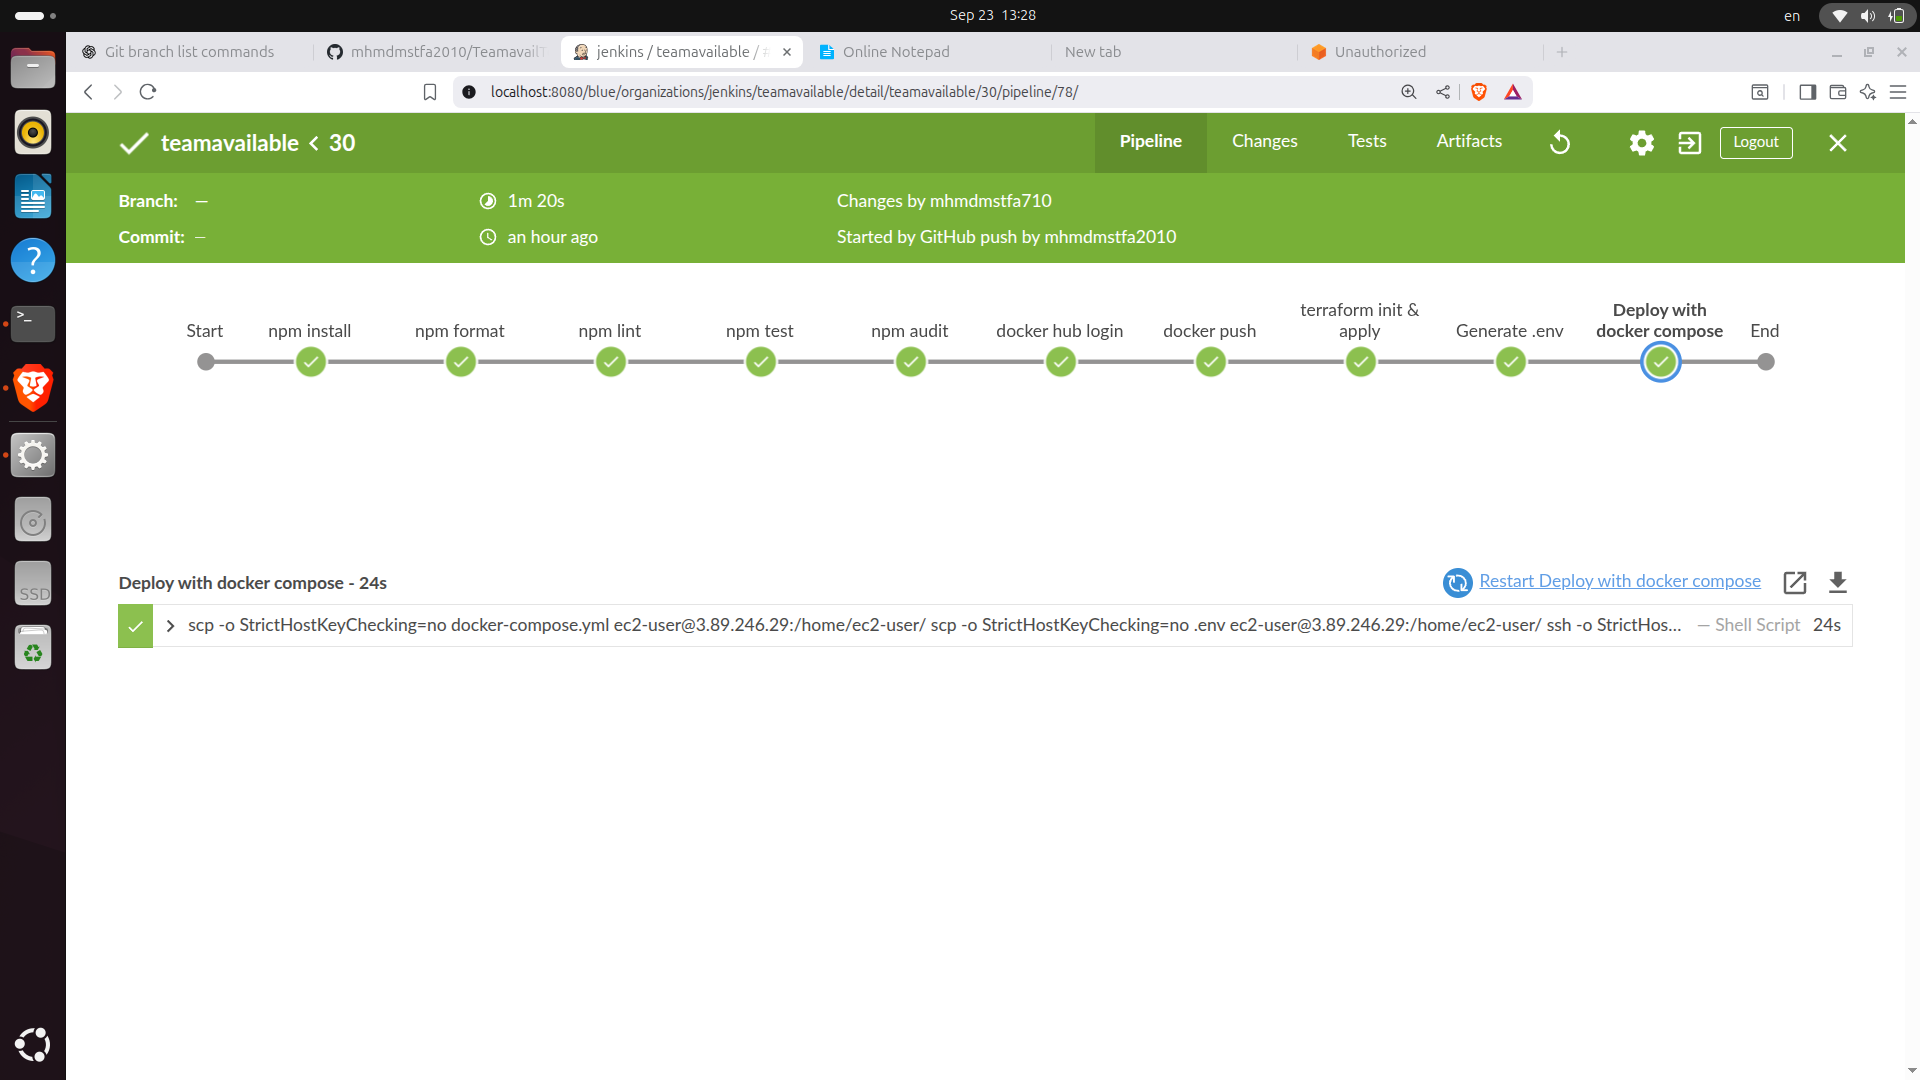 Sep 23 13:28
en
Git branch list commands
mhmdmstfa2010/Teamavail
jenkins / teamavailable /
Online Notepad
New tab
Unauthorized
localhost:8080/blue/organizations/jenkins/teamavailable/detail/teamavailable/30/pipeline/78/
teamavailable < 30
Pipeline
Changes
Tests
Artifacts
Logout
Branch: —
1m 20s
Changes by mhmdmstfa710
Commit: —
an hour ago
Started by GitHub push by mhmdmstfa2010
Start
npm install
npm format
npm lint
npm test
npm audit
docker hub login
docker push
terraform init &
apply
Generate .env
Deploy with
docker compose
End
Deploy with docker compose - 24s
Restart Deploy with docker compose
scp -o StrictHostKeyChecking=no docker-compose.yml ec2-user@3.89.246.29:/home/ec2-user/ scp -o StrictHostKeyChecking=no .env ec2-user@3.89.246.29:/home/ec2-user/ ssh -o StrictHos... — Shell Script 24s
SSD